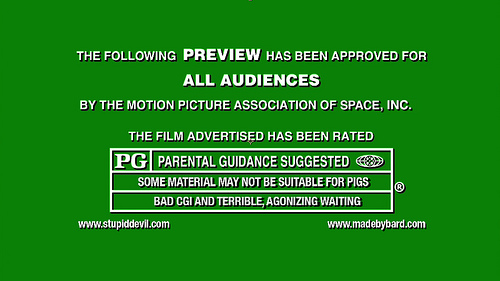 THE FOLLOWING PREVIEW HAS BEEN APPROVED FOR
ALL AUDIENCES
BY THE MOTION PICTURE ASSOCIATION OF SPACE, INC.
THE FILM ADVERTISED HAS BEEN RATED
PG PARENTAL GUIDANCE SUGGESTED
SOME MATERIAL MAY NOT BE SUITABLE FOR PIGS
BAD CGI AND TERRIBLE, AGONIZING WAITING
®
www.stupiddevil.com www.madebybard.com